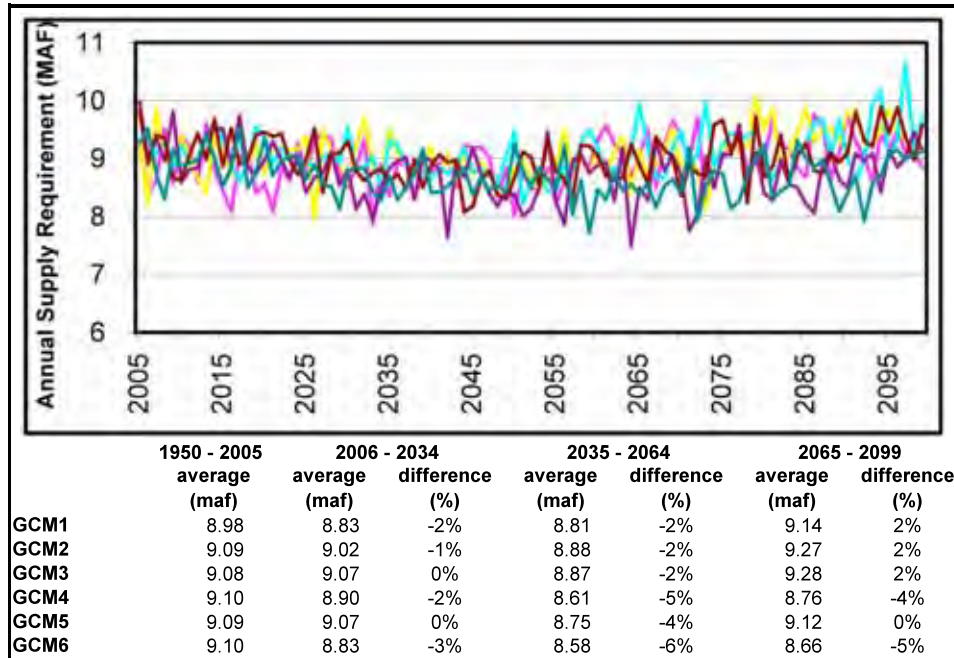 Annual Supply Requirement (MAF)
11
10
9
8
7
6
2005 2015 2025 2035 2045 2055 2065 2075 2085 2095
1950 - 2005 2006 - 2034 2035 - 2064 2065 - 2099
average average difference average difference average difference
(maf) (maf) (%) (maf) (%) (maf) (%)
GCM1 8.98 8.83 -2% 8.81 -2% 9.14 2%
GCM2 9.09 9.02 -1% 8.88 -2% 9.27 2%
GCM3 9.08 9.07 0% 8.87 -2% 9.28 2%
GCM4 9.10 8.90 -2% 8.61 -5% 8.76 -4%
GCM5 9.09 9.07 0% 8.75 -4% 9.12 0%
GCM6 9.10 8.83 -3% 8.58 -6% 8.66 -5%